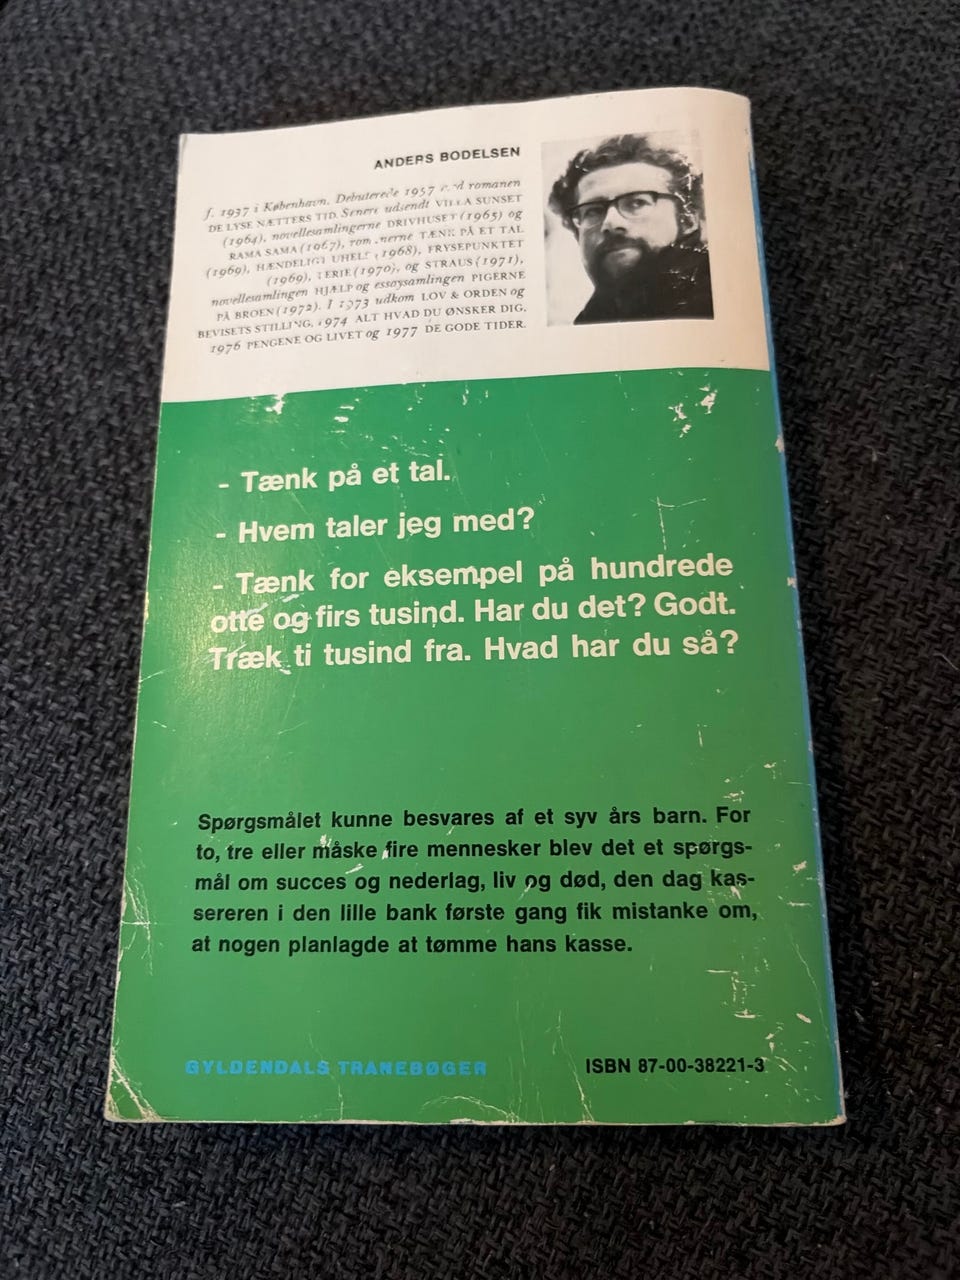 ANDERS BODELSEN
f. 1937 i København. Debuterede 1957 romanen
DE LYSE NÆTTERS TID. Senere udsendt VILLA SUNSET
(1964), novellesamlingerne DRIVHUSET (1965) og
RAMA SAMA (1967), romanerne TÆNK PÅ ET TAL
(1969), HÆNDELIGT UHELD (1968), FRYSEPUNKTET
(1969), FERIE (1970), og STRAUS (1971),
novellesamlingen HJÆLP og essaysamlingen PIGERNE
PÅ BROEN (1972). I 1973 udkom LOV & ORDEN og
BEVISETS STILLING, 1974 ALT HVAD DU ØNSKER DIG,
1976 PENGENE OG LIVET og 1977 DE GODE TIDER.
- Tænk på et tal.
- Hvem taler jeg med?
- Tænk for eksempel på hundrede
otte og firs tusind. Har du det? Godt.
Træk ti tusind fra. Hvad har du så?
Spørgsmålet kunne besvares af et syv års barn. For
to, tre eller måske fire mennesker blev det et spørgs-
mål om succes og nederlag, liv og død, den dag kas-
sereren i den lille bank første gang fik mistanke om,
at nogen planlagde at tømme hans kasse.
GYLDENDALS TRANEBØGER
ISBN 87-00-38221-3